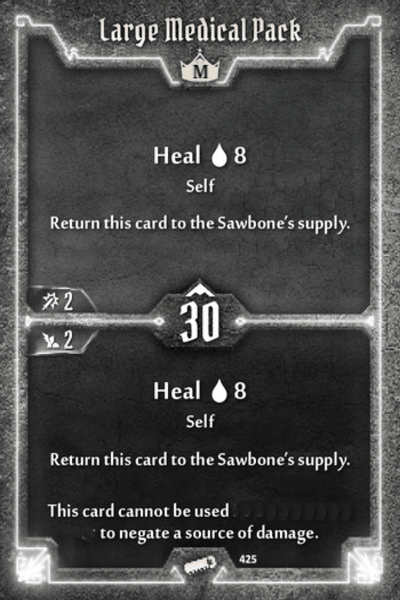 Large Medical Pack
M
Heal 8
Self
Return this card to the Sawbone's supply.
2
30
2
Heal 8
Self
Return this card to the Sawbone's supply.
This card cannot be used
to negate a source of damage.
425